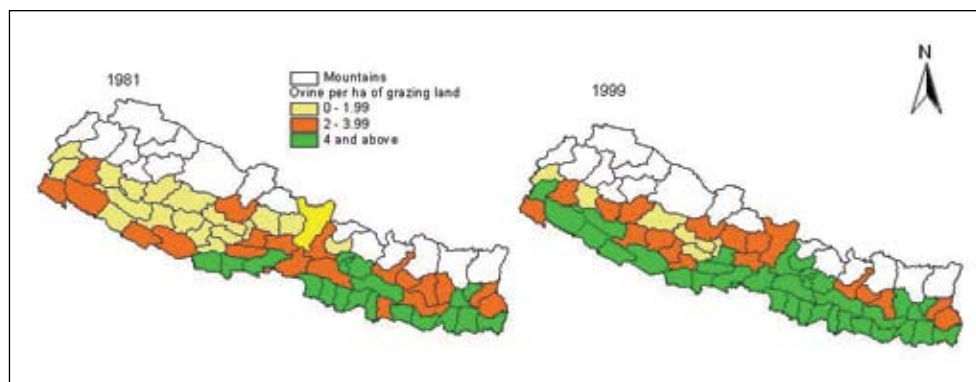 1981
Mountains
Ovine per ha of grazing land
0 - 1.99
2 - 3.99
4 and above
1999
N